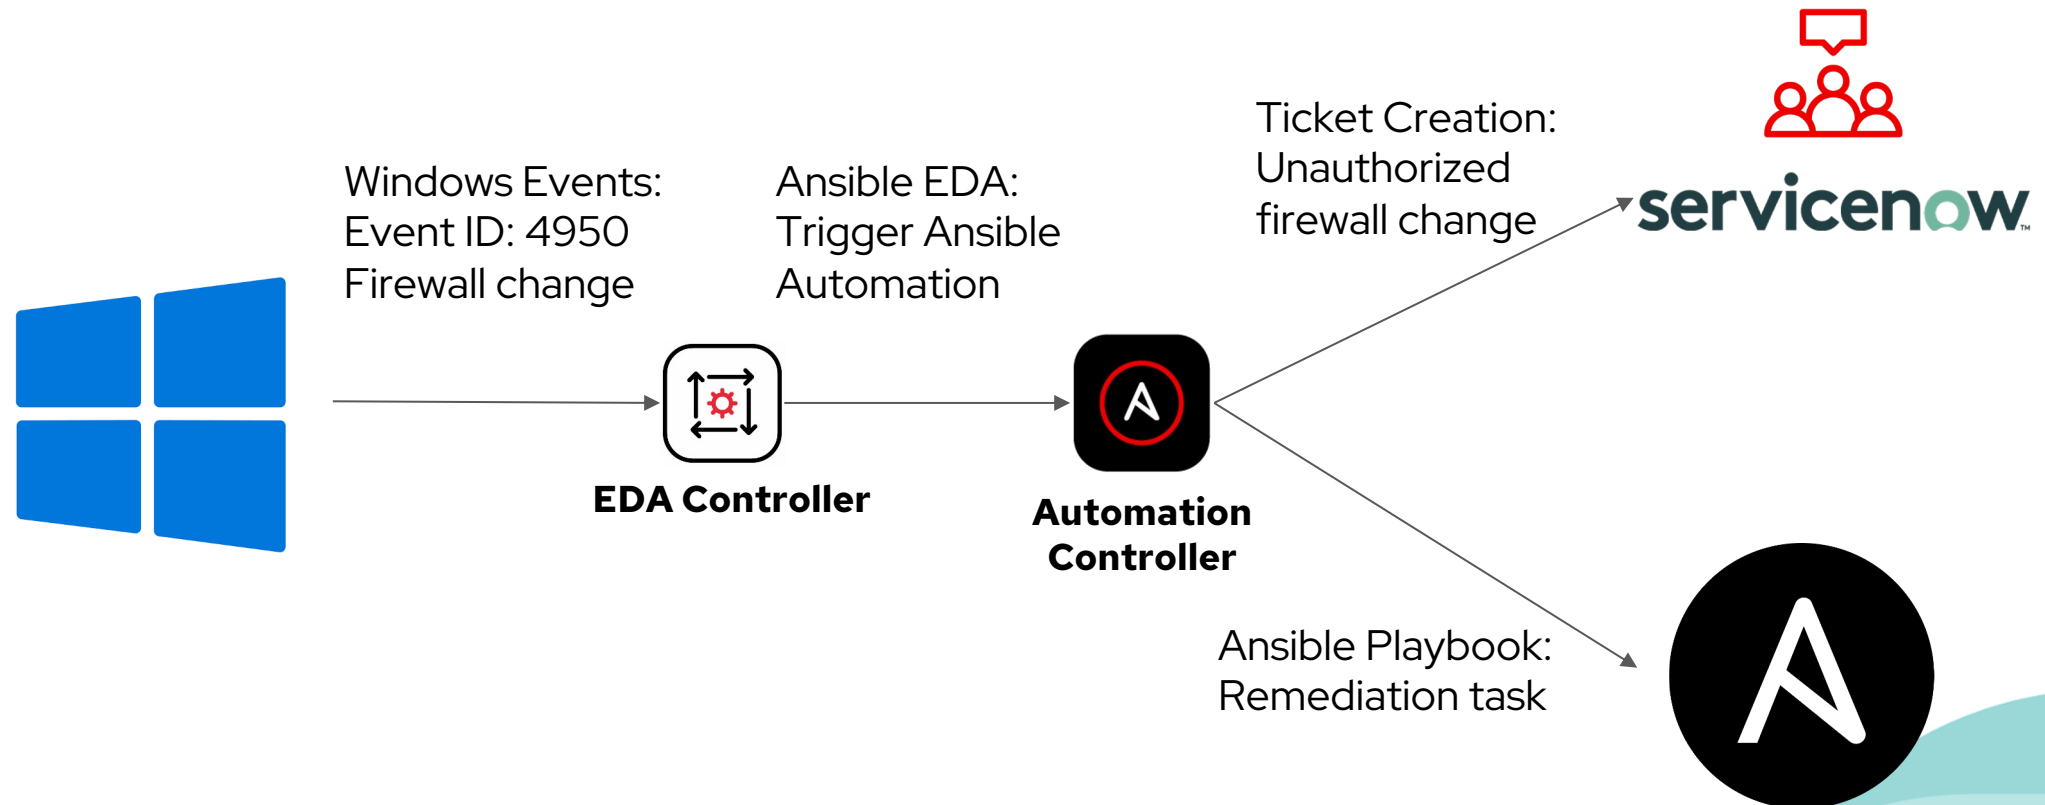 Windows Events:
Event ID: 4950
Firewall change
Ansible EDA:
Trigger Ansible
Automation
Ticket Creation:
Unauthorized
firewall change
servicenow™
EDA Controller
Automation
Controller
Ansible Playbook:
Remediation task